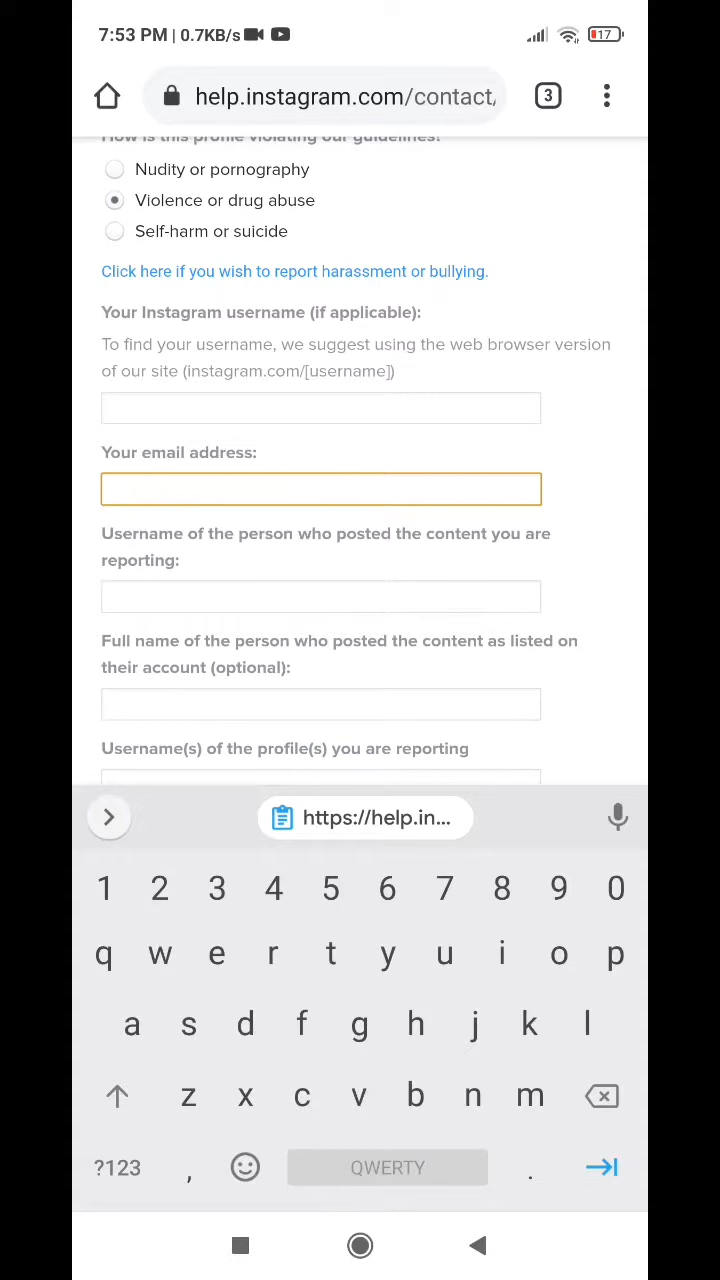 7:53 PM | 0.7KB/s 17
help.instagram.com/contact, 3
How is this profile violating our guidelines?
Nudity or pornography
Violence or drug abuse
Self-harm or suicide
Click here if you wish to report harassment or bullying.
Your Instagram username (if applicable):
To find your username, we suggest using the web browser version
of our site (instagram.com/[username])
Your email address:
Username of the person who posted the content you are
reporting:
Full name of the person who posted the content as listed on
their account (optional):
Username(s) of the profile(s) you are reporting
https://help.in...
1 2 3 4 5 6 7 8 9 0
q w e r t y u i o p
a s d f g h j k l
z x c v b n m
?123 , QWERTY .